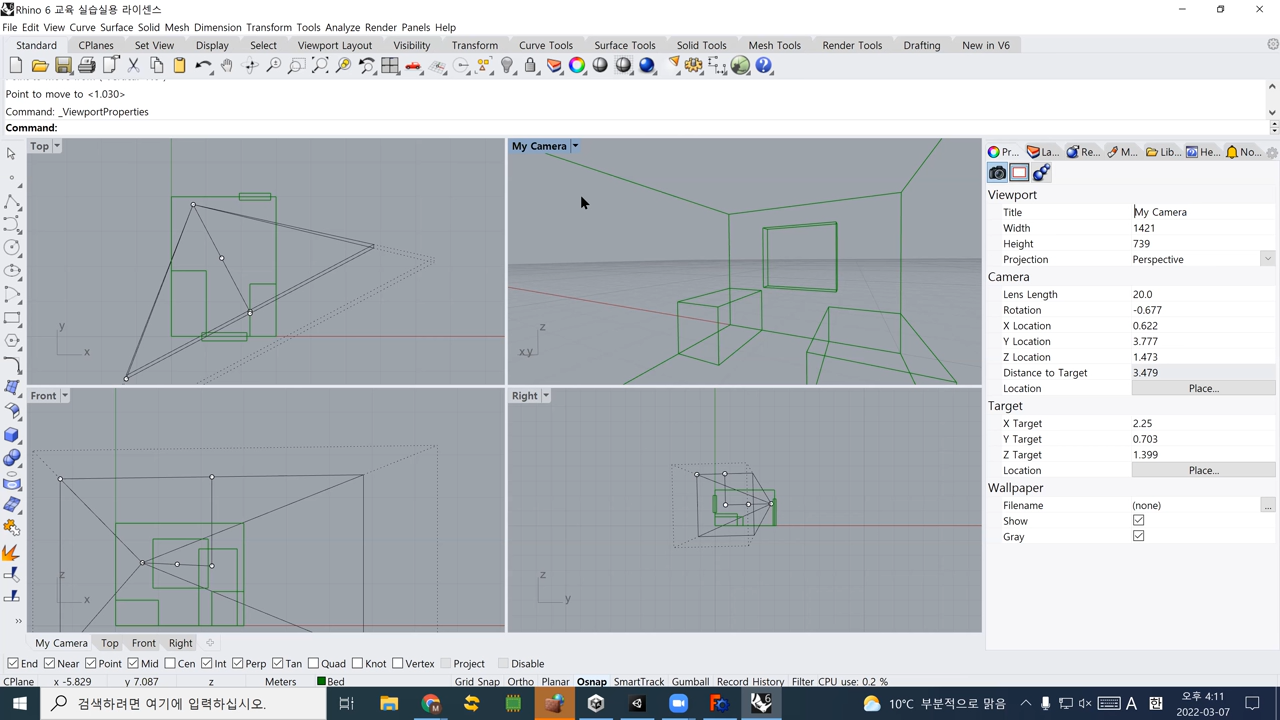 Rhino 6 교육 실습실용 라이센스
File Edit View Curve Surface Solid Mesh Dimension Transform Tools Analyze Render Panels Help
Standard CPlanes Set View Display Select Viewport Layout Visibility Transform Curve Tools Surface Tools Solid Tools Mesh Tools Render Tools Drafting New in V6
Point to move to <1.030>
Command: _ViewportProperties
Command:
Top
My Camera
Pr... La... Re... M... Lib... He... No...
Viewport
Title My Camera
Width 1421
Height 739
Projection Perspective
Camera
Lens Length 20.0
Rotation -0.677
X Location 0.622
Y Location 3.777
Z Location 1.473
Distance to Target 3.479
Location Place...
Target
X Target 2.25
Y Target 0.703
Z Target 1.399
Location Place...
Wallpaper
Filename (none) ...
Show
Gray
y
x
z
x y
Front
Right
z
x
z
y
My Camera Top Front Right
End Near Point Mid Cen Int Perp Tan Quad Knot Vertex Project Disable
CPlane x -5.829 y 7.087 z Meters Bed Grid Snap Ortho Planar Osnap SmartTrack Gumball Record History Filter CPU use: 0.2 %
검색하려면 여기에 입력하십시오.
10°C 부분적으로 맑음
A 한
오후 4:11
2022-03-07